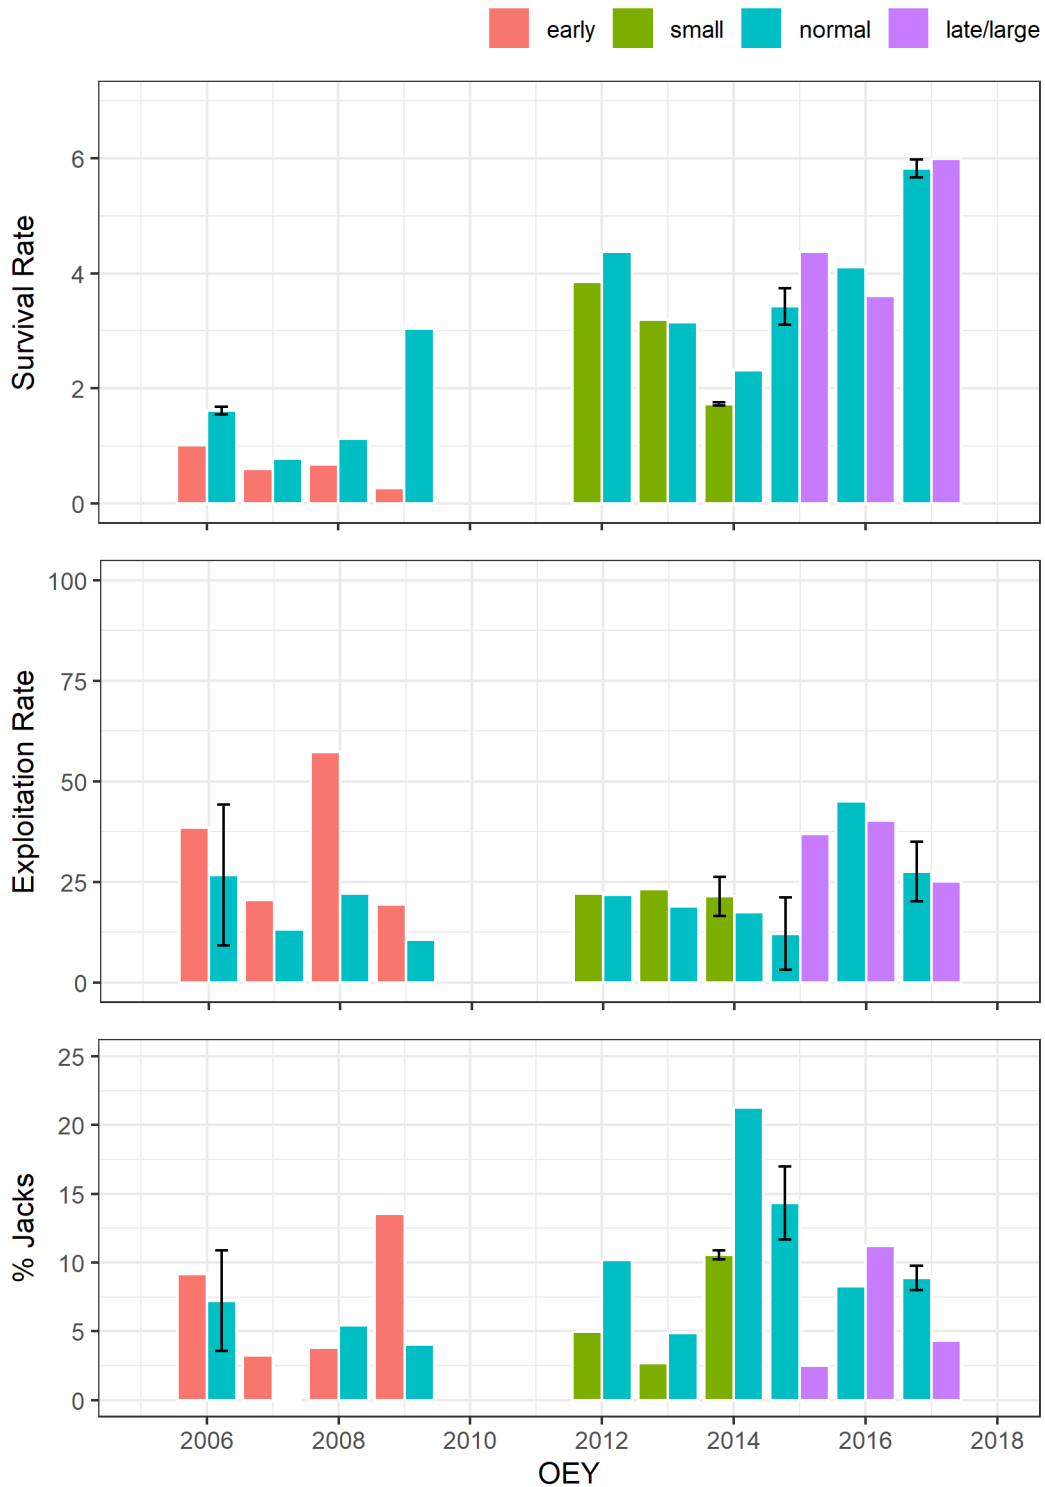 early small normal late/large
Survival Rate
6
4
2
0
Exploitation Rate
100
75
50
25
0
% Jacks
25
20
15
10
5
0
2006 2008 2010 2012 2014 2016 2018
OEY